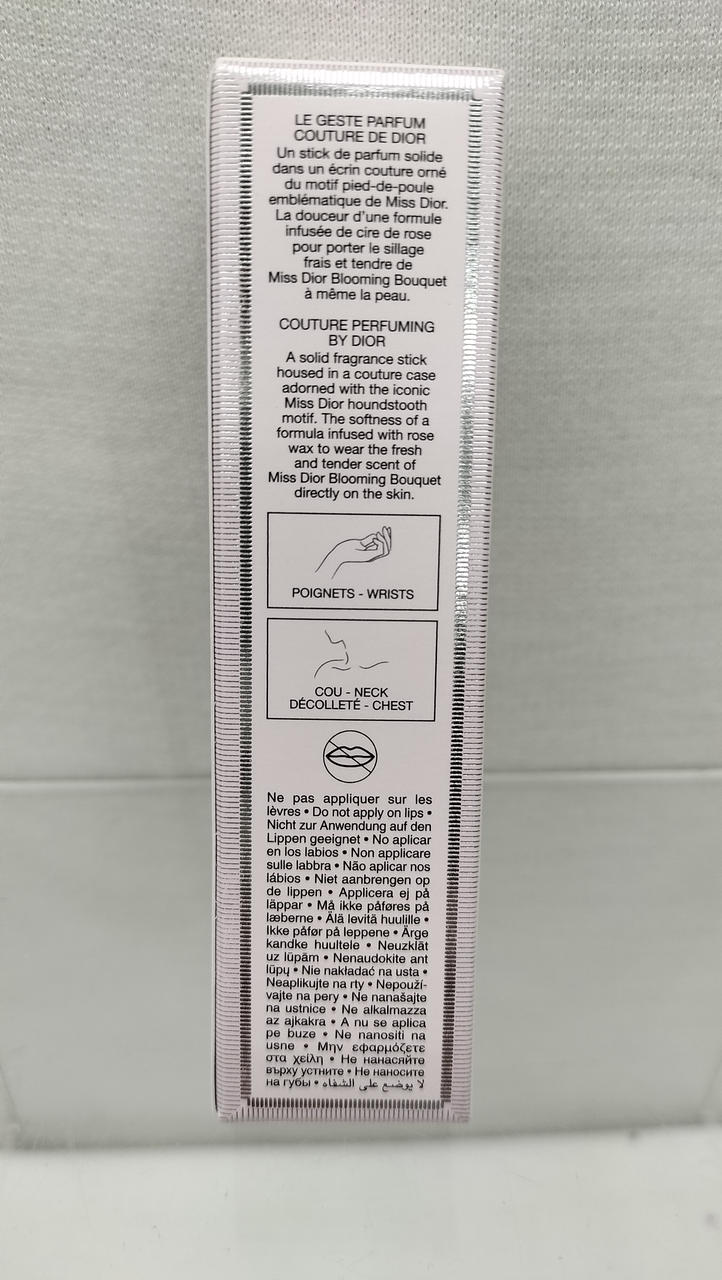 LE GESTE PARFUM
COUTURE DE DIOR
Un stick de parfum solide
dans un écrin couture orné
du motif pied-de-poule
emblématique de Miss Dior.
La douceur d'une formule
infusée de cire de rose
pour porter le sillage
frais et tendre de
Miss Dior Blooming Bouquet
à même la peau.
COUTURE PERFUMING
BY DIOR
A solid fragrance stick
housed in a couture case
adorned with the iconic
Miss Dior houndstooth
motif. The softness of a
formula infused with rose
wax to wear the fresh
and tender scent of
Miss Dior Blooming Bouquet
directly on the skin.
POIGNETS - WRISTS
COU - NECK
DÉCOLLETÉ - CHEST
Ne pas appliquer sur les
lèvres • Do not apply on lips •
Nicht zur Anwendung auf den
Lippen geeignet • No aplicar
en los labios • Non applicare
sulle labbra • Não aplicar nos
lábios • Niet aanbrengen op
de lippen • Applicera ej på
läppar • Må ikke påføres på
læberne • Älä levitä huulille •
Ikke påfør på leppene • Ärge
kandke huultele • Neuzklāt
uz lūpām • Nenaudokite ant
lūpų • Nie nakładać na usta •
Neaplikujte na rty • Nepouží-
vajte na pery • Ne nanašajte
na ustnice • Ne alkalmazza
az ajkakra • A nu se aplica
pe buze • Ne nanositi na
usne • Μην εφαρμόζετε
στα χείλη • Не нанасяйте
върху устните • Не наносите
на губы • لا يوضع على الشفاه